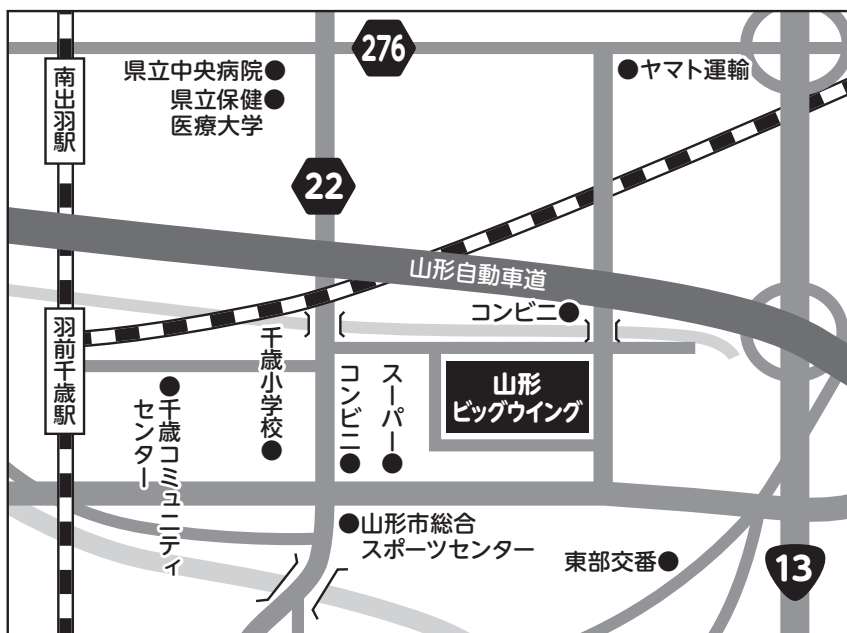 276
県立中央病院
県立保健
医療大学
ヤマト運輸
南出羽駅
22
山形自動車道
コンビニ
羽前千歳駅
千歳小学校
コンビニ
スーパー
山形
ビッグウイング
千歳コミュニティ
センター
山形市総合
スポーツセンター
東部交番
13